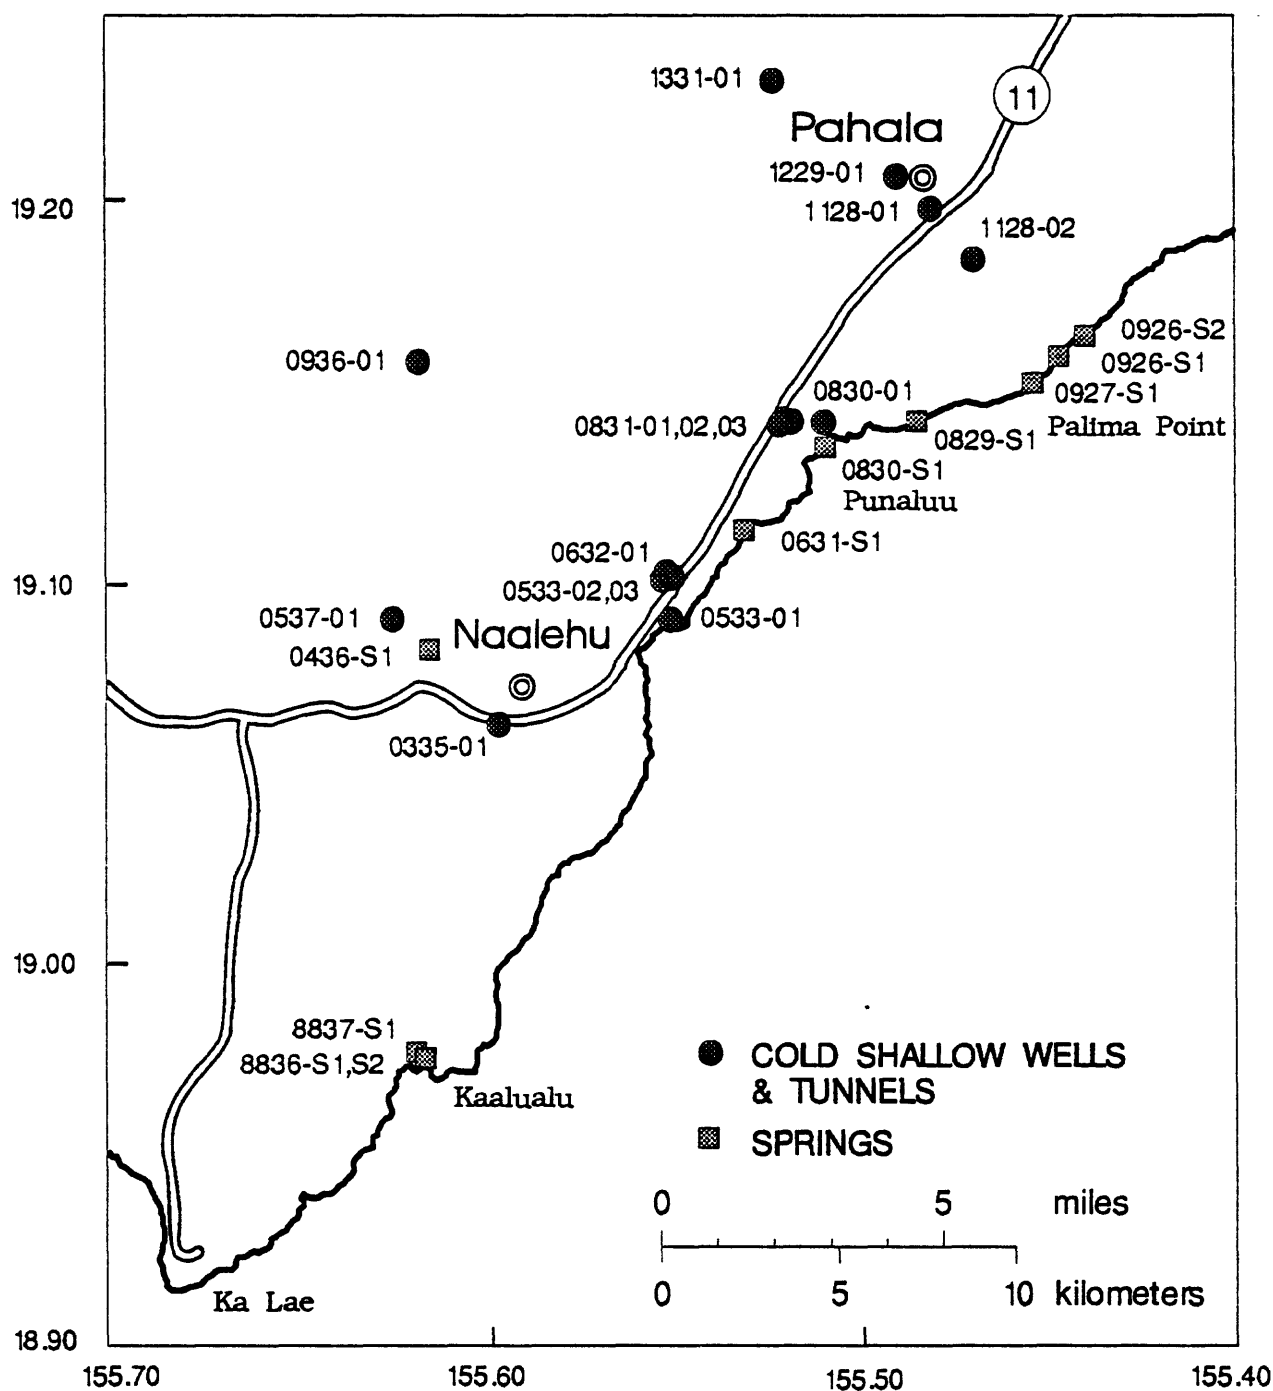 1331-01
11
Pahala
1229-01
19.20
1128-01
1128-02
0926-S2
0936-01
0926-S1
0830-01
0927-S1
0831-01,02,03
Palima Point
0829-S1
0830-S1
Punaluu
0631-S1
0632-01
19.10
0533-02,03
0537-01
0533-01
Naalehu
0436-S1
0335-01
19.00
8837-S1
8836-S1,S2
Kaalualu
COLD SHALLOW WELLS
& TUNNELS
SPRINGS
0 5 miles
0 5 10 kilometers
Ka Lae
18.90
155.70 155.60 155.50 155.40